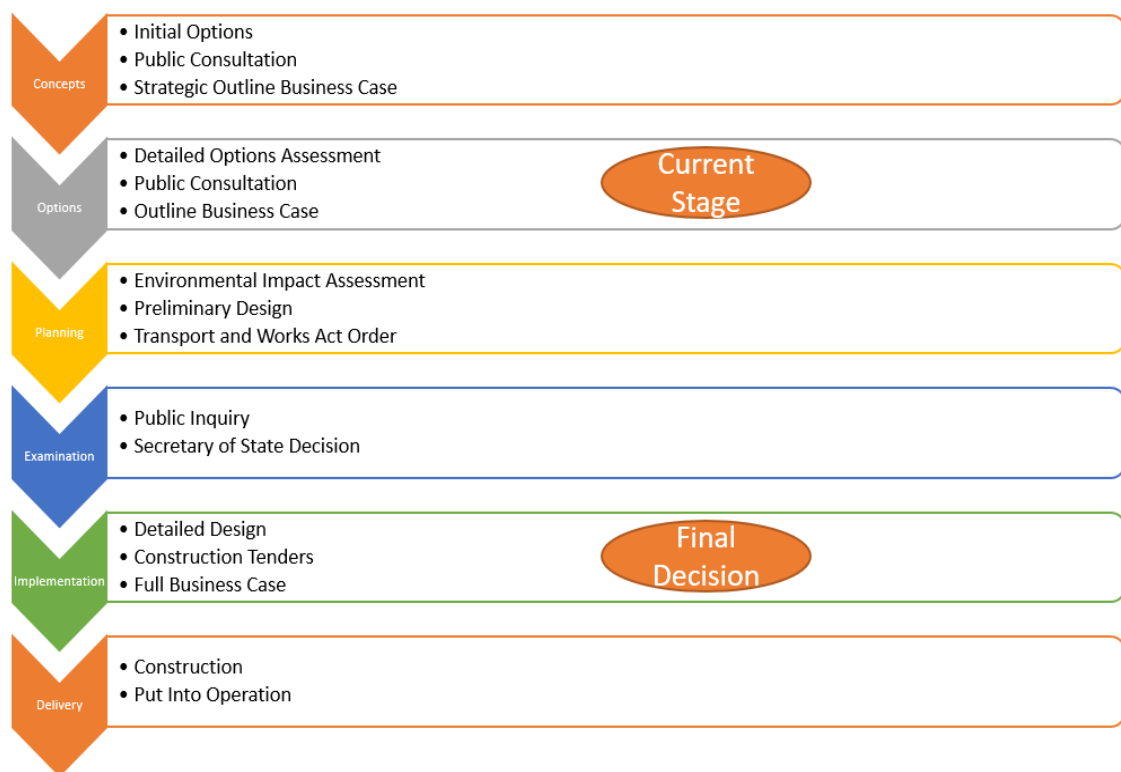 Concepts
• Initial Options
• Public Consultation
• Strategic Outline Business Case
Options
• Detailed Options Assessment
• Public Consultation
• Outline Business Case
Current
Stage
Planning
• Environmental Impact Assessment
• Preliminary Design
• Transport and Works Act Order
Examination
• Public Inquiry
• Secretary of State Decision
Implementation
• Detailed Design
• Construction Tenders
• Full Business Case
Final
Decision
Delivery
• Construction
• Put Into Operation